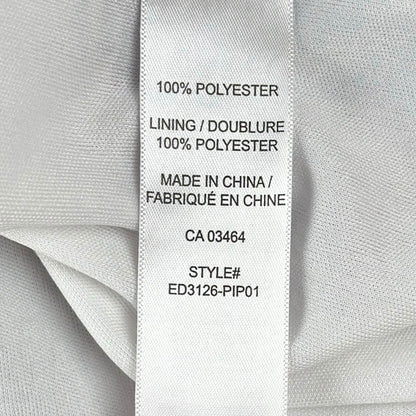 100% POLYESTER
LINING / DOUBLURE
100% POLYESTER
MADE IN CHINA /
FABRIQUÉ EN CHINE
CA 03464
STYLE#
ED3126-PIP01